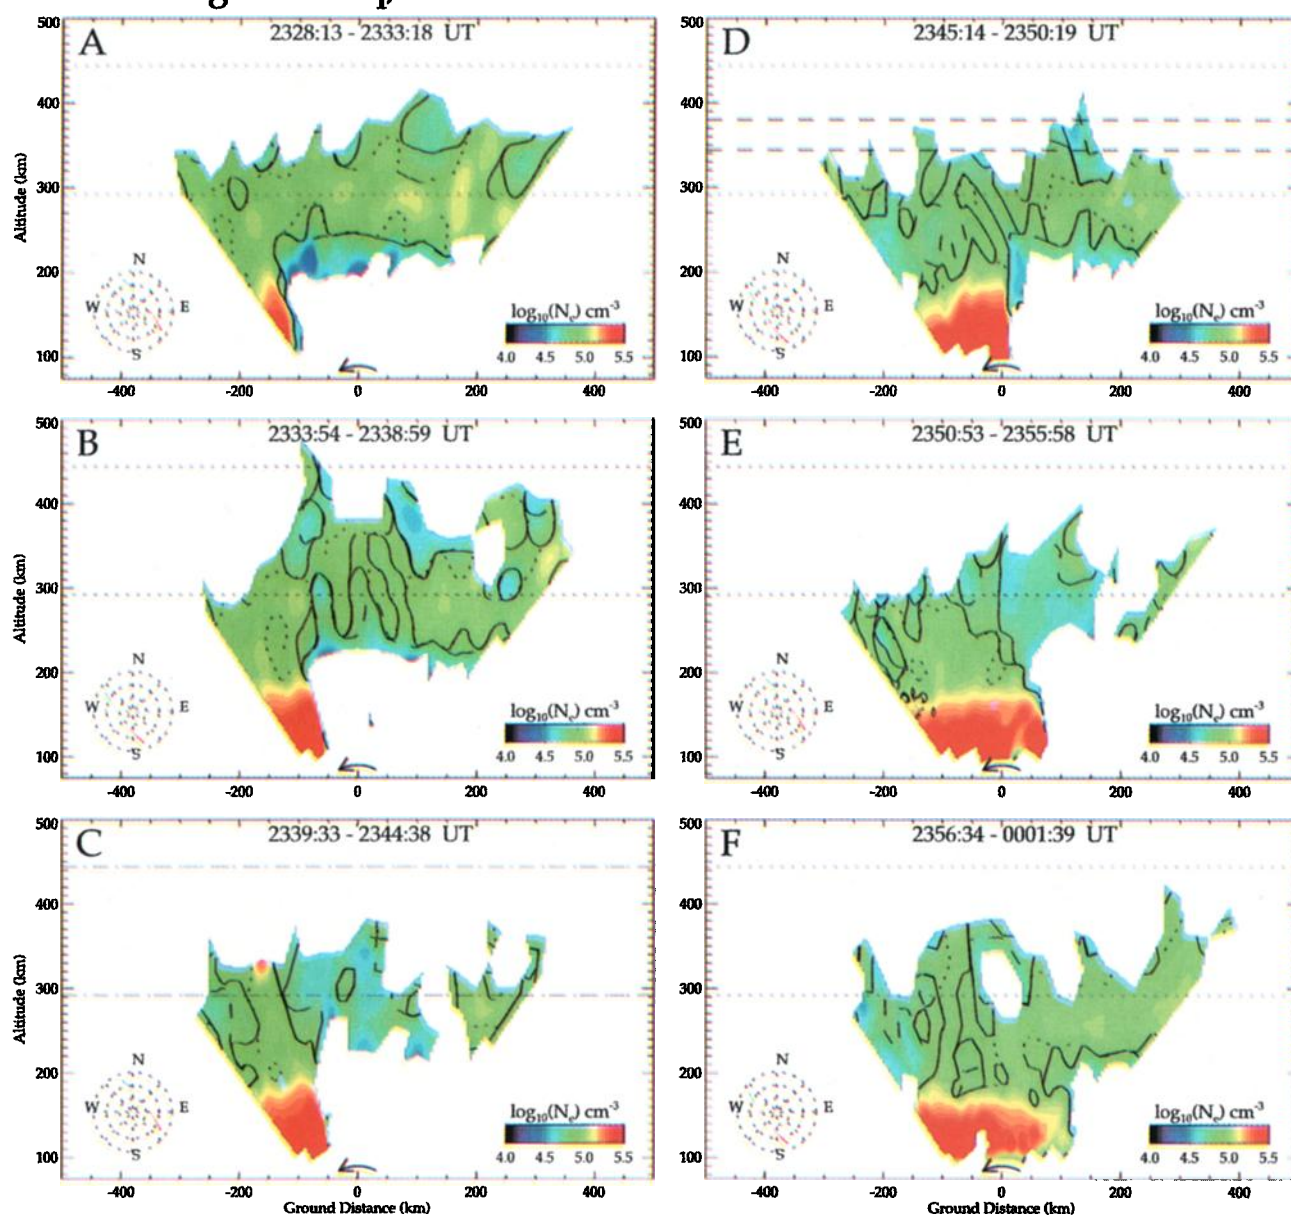 A
2328:13 - 2333:18 UT
500
400
300
200
100
Altitude (km)
N
W E
S
log10(Ne) cm-3
4.0 4.5 5.0 5.5
-400 -200 0 200 400
D
2345:14 - 2350:19 UT
500
400
300
200
100
N
W E
S
log10(Ne) cm-3
4.0 4.5 5.0 5.5
-400 -200 0 200 400
B
2333:54 - 2338:59 UT
500
400
300
200
100
Altitude (km)
N
W E
S
log10(Ne) cm-3
4.0 4.5 5.0 5.5
-400 -200 0 200 400
E
2350:53 - 2355:58 UT
500
400
300
200
100
N
W E
S
log10(Ne) cm-3
4.0 4.5 5.0 5.5
-400 -200 0 200 400
C
2339:33 - 2344:38 UT
500
400
300
200
100
Altitude (km)
N
W E
S
log10(Ne) cm-3
4.0 4.5 5.0 5.5
-400 -200 0 200 400
Ground Distance (km)
F
2356:34 - 0001:39 UT
500
400
300
200
100
N
W E
S
log10(Ne) cm-3
4.0 4.5 5.0 5.5
-400 -200 0 200 400
Ground Distance (km)